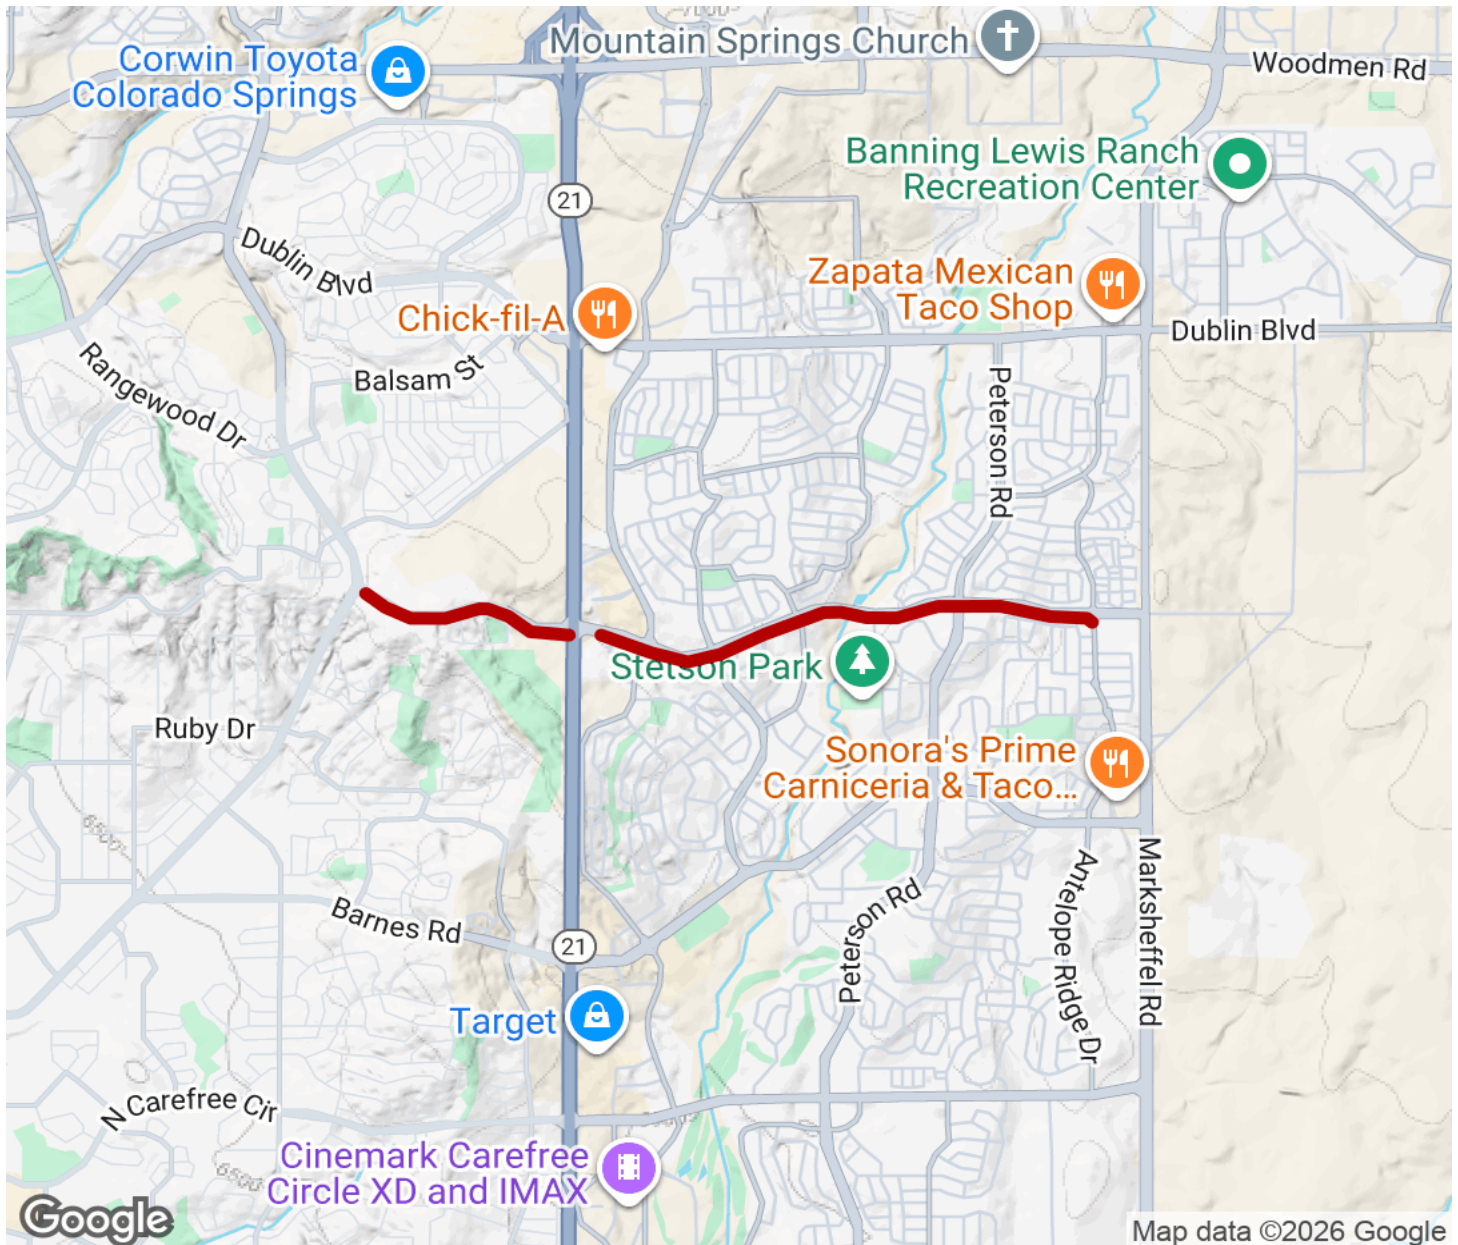 Mountain Springs Church
Corwin Toyota
Colorado Springs
Woodmen Rd
Banning Lewis Ranch
Recreation Center
21
Dublin Blvd
Zapata Mexican
Taco Shop
Chick-fil-A
Dublin Blvd
Rangewood Dr
Balsam St
Peterson Rd
Stetson Park
Ruby Dr
Sonora's Prime
Carniceria & Taco...
6500
Barnes Rd
Peterson Rd
Antelope Ridge Dr
Marksheffel Rd
21
Target
N Carefree Cir
Cinemark Carefree
Circle XD and IMAX
6500
Google
Map data ©2026 Google